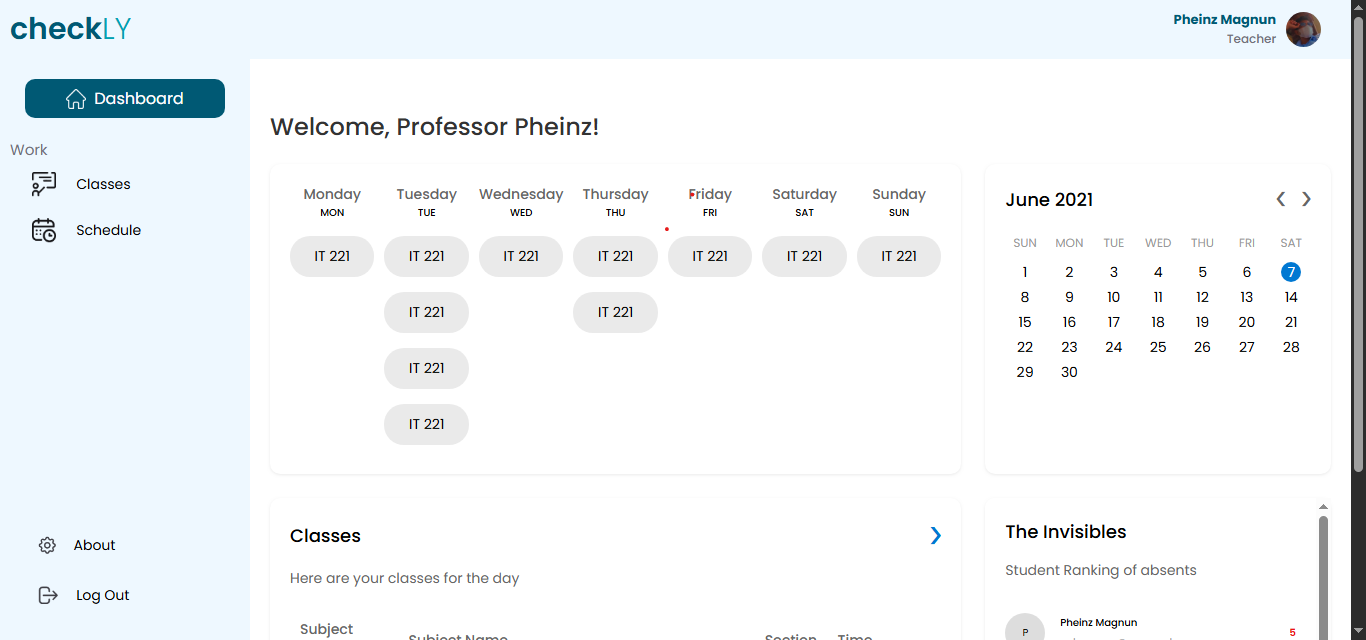 checkLY
Pheinz Magnun
Teacher
Dashboard
Work
Classes
Schedule
About
Log Out
Welcome, Professor Pheinz!
Monday Tuesday Wednesday Thursday Friday Saturday Sunday
MON TUE WED THU FRI SAT SUN
IT 221 IT 221 IT 221 IT 221 IT 221 IT 221 IT 221
IT 221 IT 221
IT 221
IT 221
June 2021
SUN MON TUE WED THU FRI SAT
1 2 3 4 5 6 7
8 9 10 11 12 13 14
15 16 17 18 19 20 21
22 23 24 25 26 27 28
29 30
Classes
Here are your classes for the day
Subject
Subject Name Section Time
The Invisibles
Student Ranking of absents
P Pheinz Magnun 5